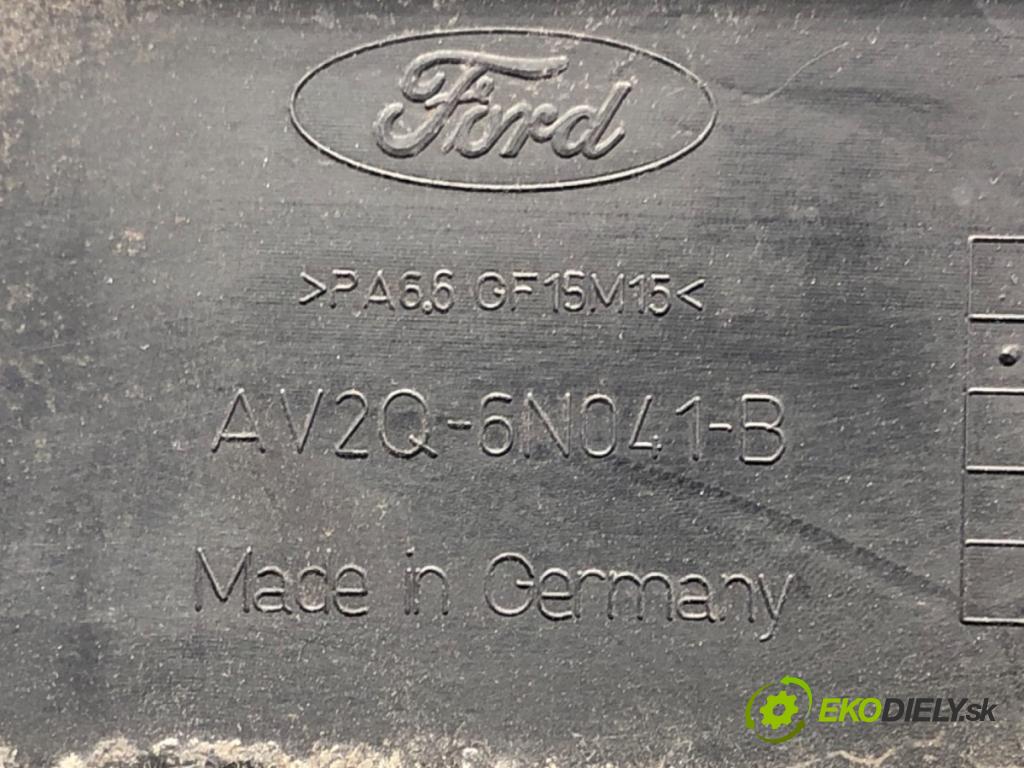 Ford
>PA6.6 GF15M15<
AV2Q-6N041-B
Made in Germany
EKODIELY.sk